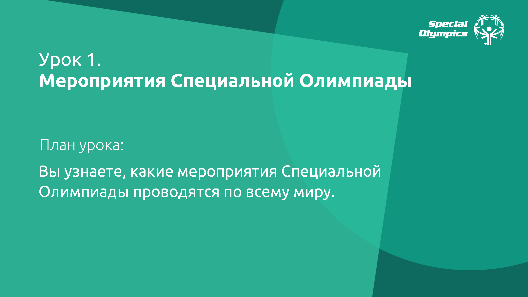 Special
Olympics
Урок 1.
Мероприятия Специальной Олимпиады
План урока:
Вы узнаете, какие мероприятия Специальной
Олимпиады проводятся по всему миру.